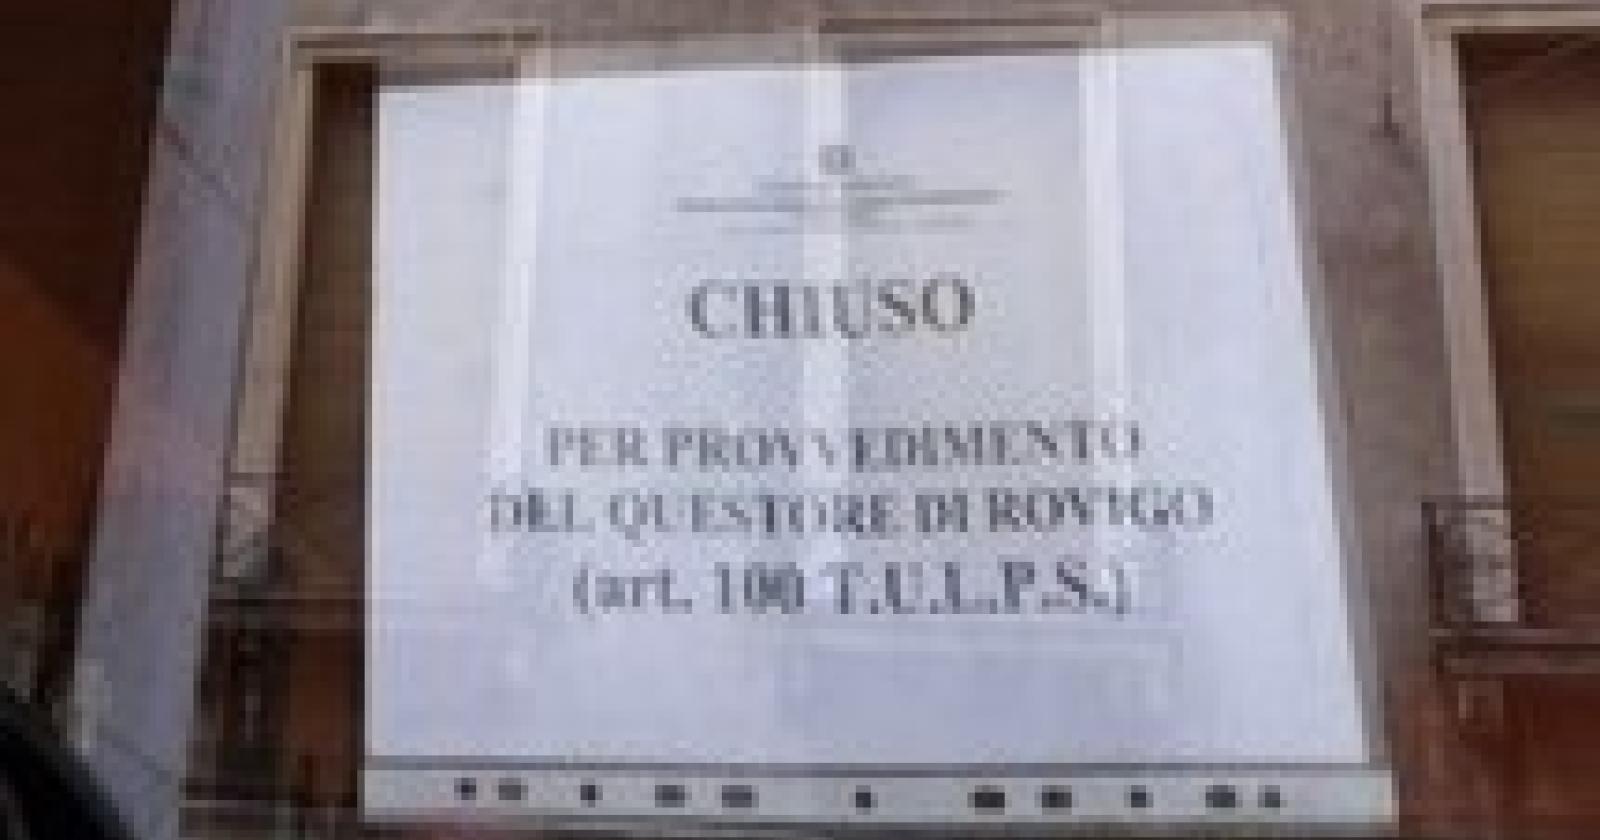 CHIUSO
PER PROVVEDIMENTO
DEL QUESTORE DI ROVIGO
(art. 100 T.U.L.P.S.)